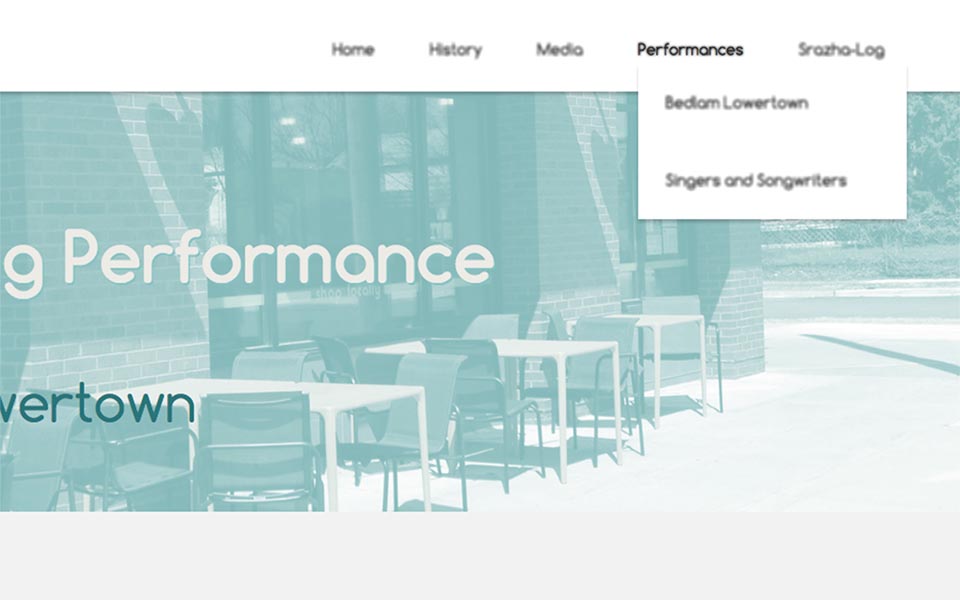 Home History Media Performances Srazha-Log
Bedlam Lowertown
Singers and Songwriters
g Performance
shop locally
wertown